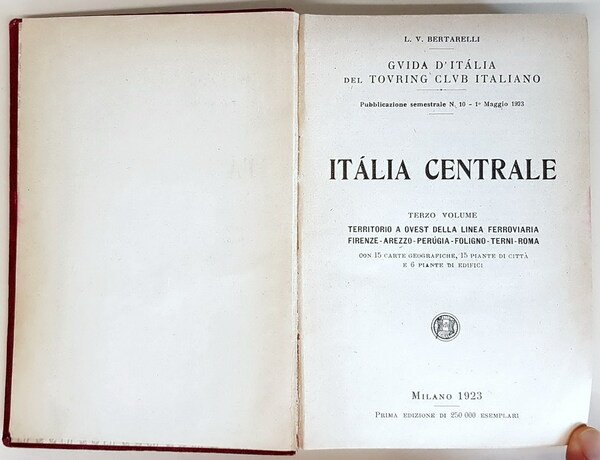 L. V. BERTARELLI
GVIDA D'ITÁLIA
DEL TOVRING CLVB ITALIANO
Pubblicazione semestrale N. 10 - 1º Maggio 1923
ITÁLIA CENTRALE
TERZO VOLUME
TERRITORIO A OVEST DELLA LINEA FERROVIARIA
FIRENZE-AREZZO-PERÚGIA-FOLIGNO-TERNI-ROMA
CON 15 CARTE GEOGRAFICHE, 15 PIANTE DI CITTÀ
E 6 PIANTE DI EDIFICI
MILANO 1923
PRIMA EDIZIONE DI 250 000 ESEMPLARI